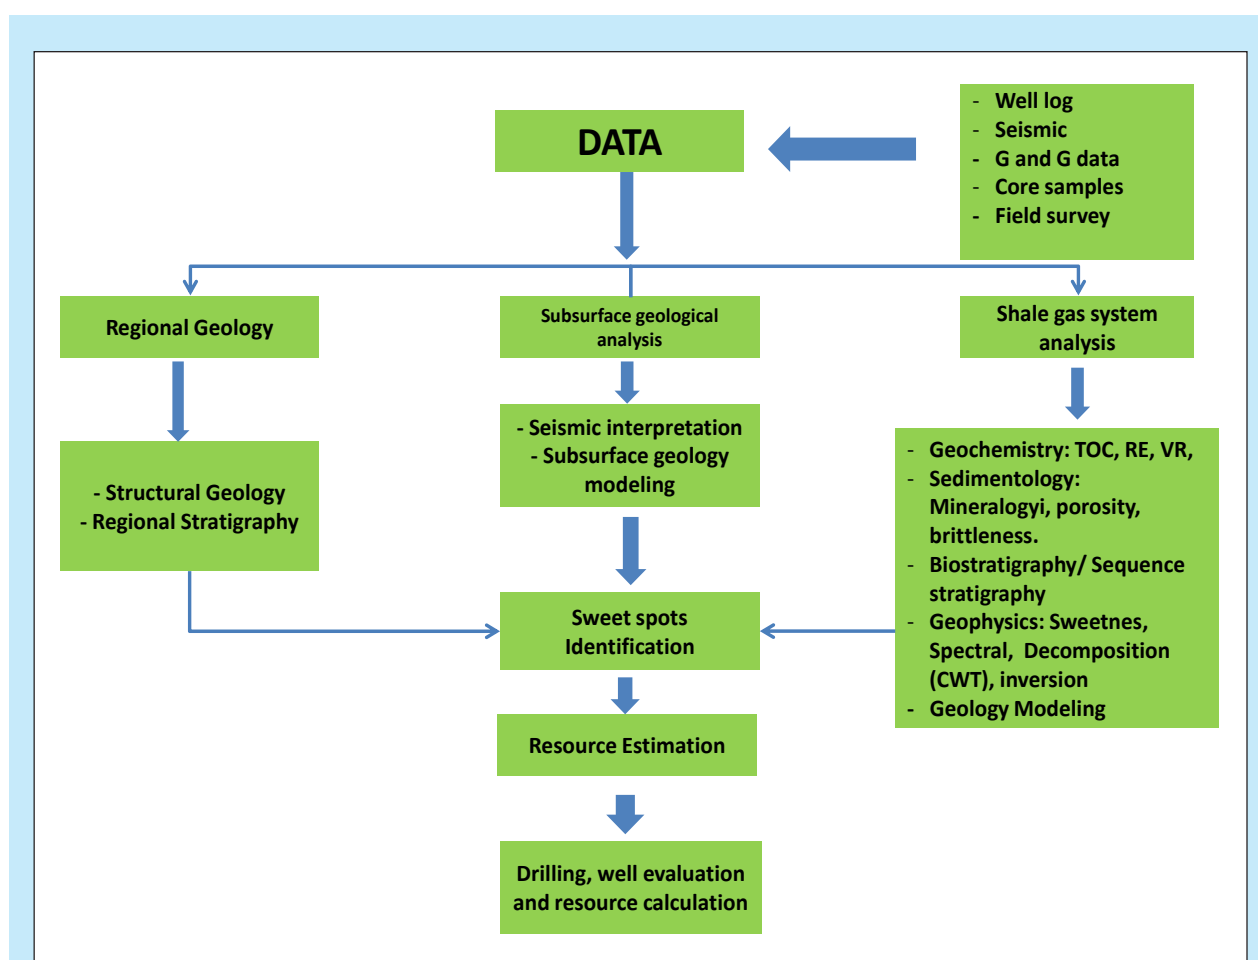 DATA
- Well log
- Seismic
- G and G data
- Core samples
- Field survey
Regional Geology
Subsurface geological
analysis
Shale gas system
analysis
- Structural Geology
- Regional Stratigraphy
- Seismic interpretation
- Subsurface geology
modeling
- Geochemistry: TOC, RE, VR,
- Sedimentology:
Mineralogyi, porosity,
brittleness.
- Biostratigraphy/ Sequence
stratigraphy
- Geophysics: Sweetnes,
Spectral, Decomposition
(CWT), inversion
- Geology Modeling
Sweet spots
Identification
Resource Estimation
Drilling, well evaluation
and resource calculation